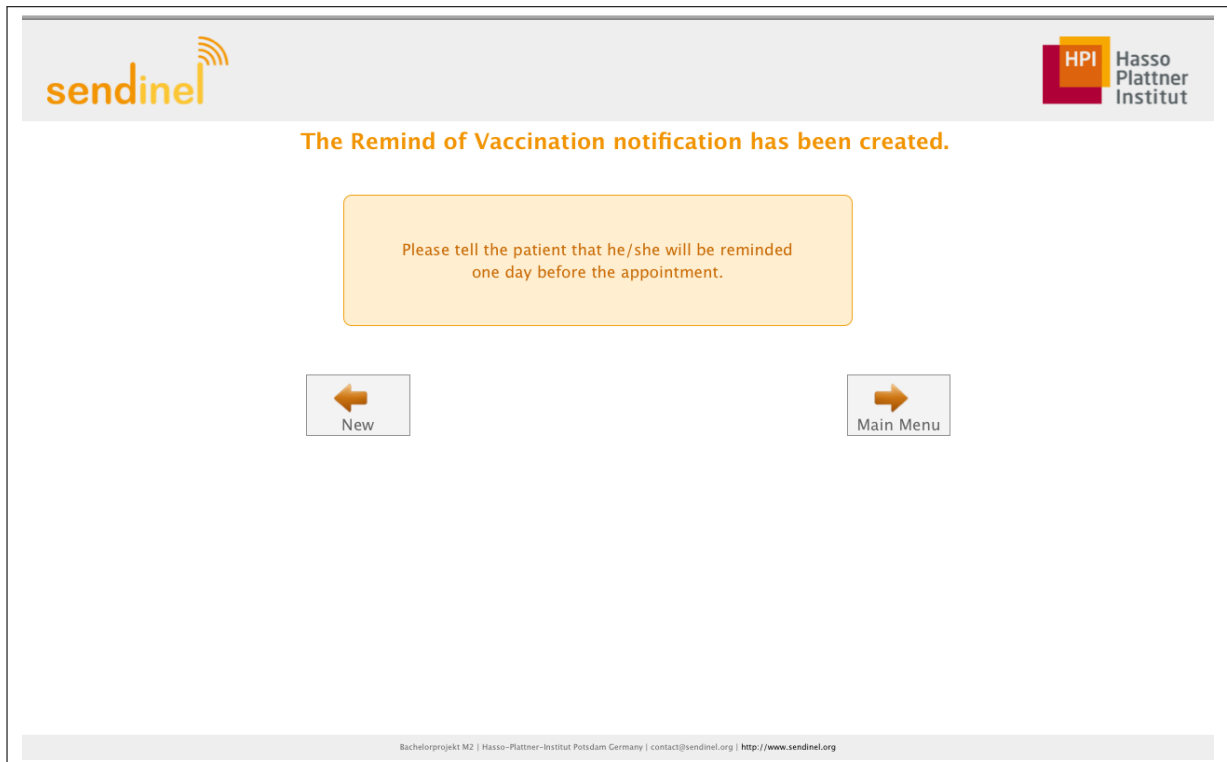 sendinel
HPI Hasso
Plattner
Institut
The Remind of Vaccination notification has been created.
Please tell the patient that he/she will be reminded
one day before the appointment.
New
Main Menu
Bachelorprojekt M2 | Hasso-Plattner-Institut Potsdam Germany | contact@sendinel.org | http://www.sendinel.org